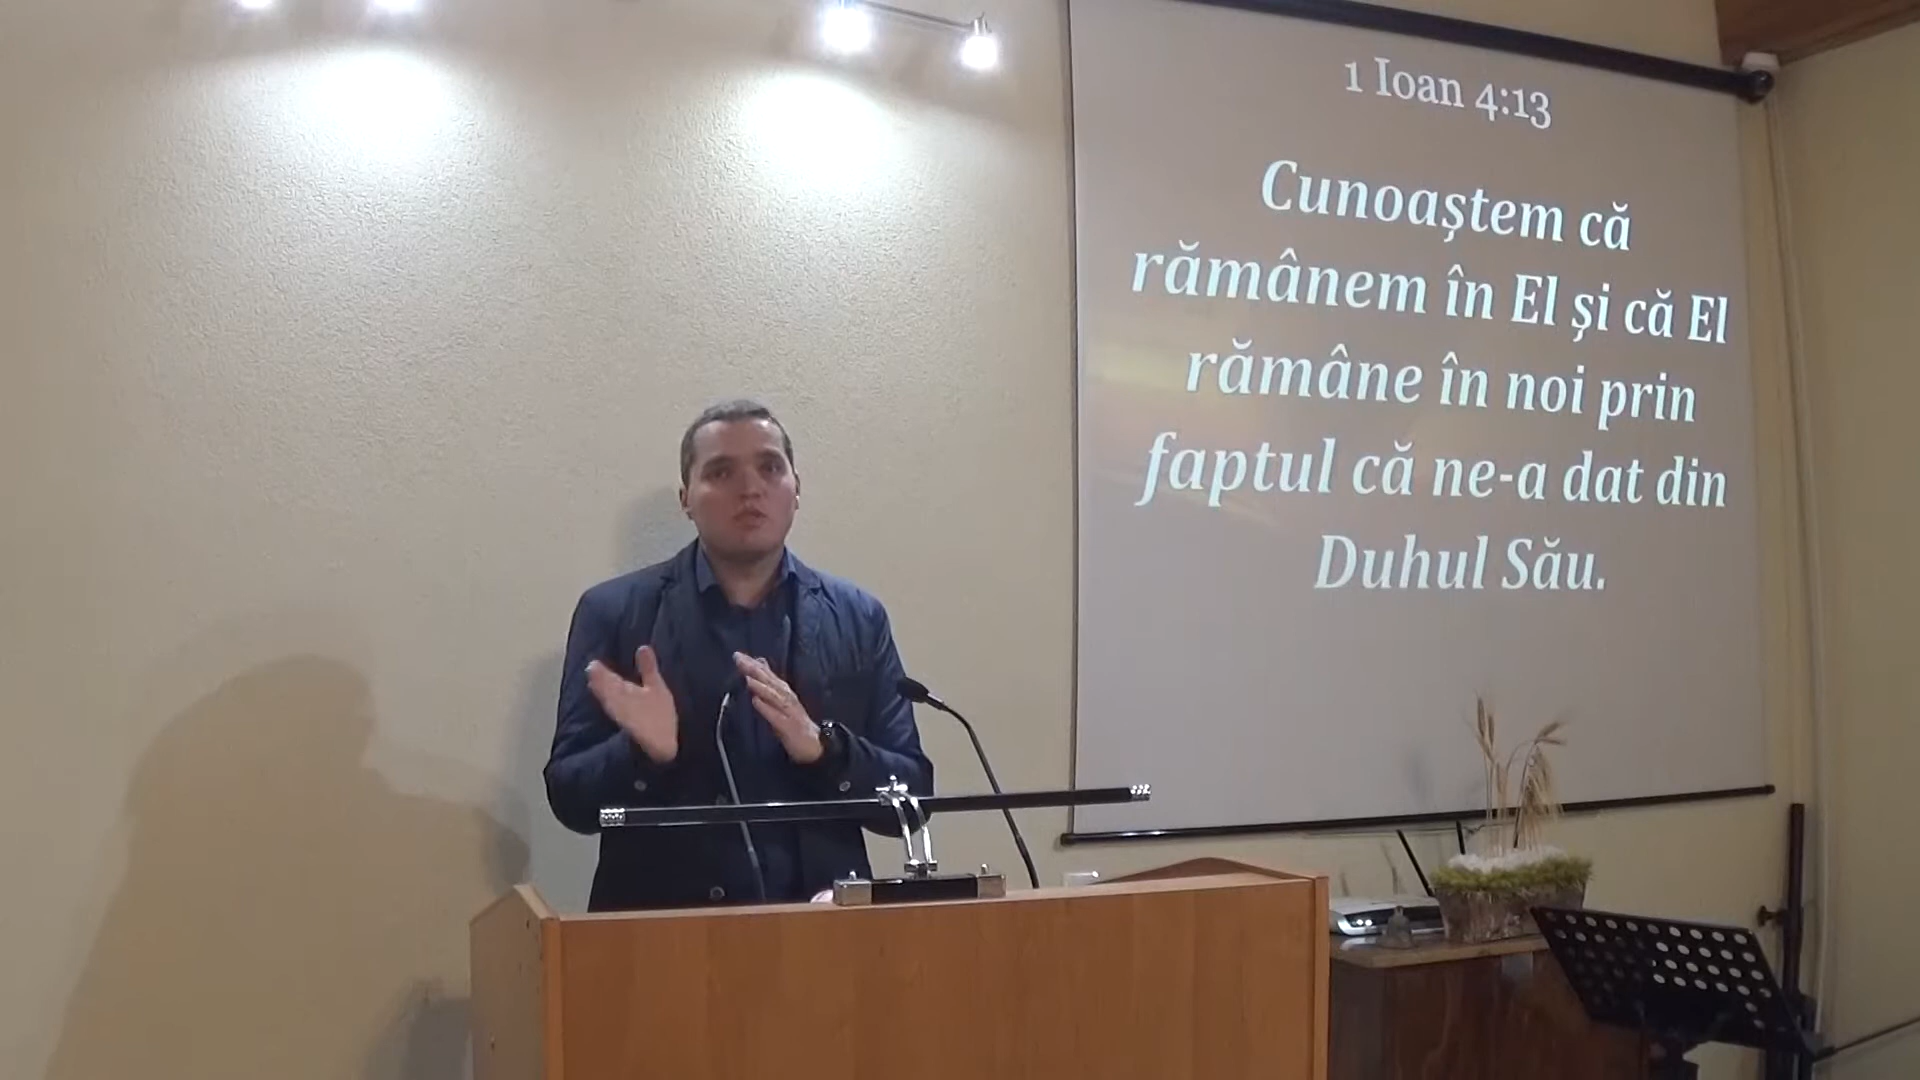 1 Ioan 4:13
Cunoaștem că
rămânem în El și că El
rămâne în noi prin
faptul că ne-a dat din
Duhul Său.